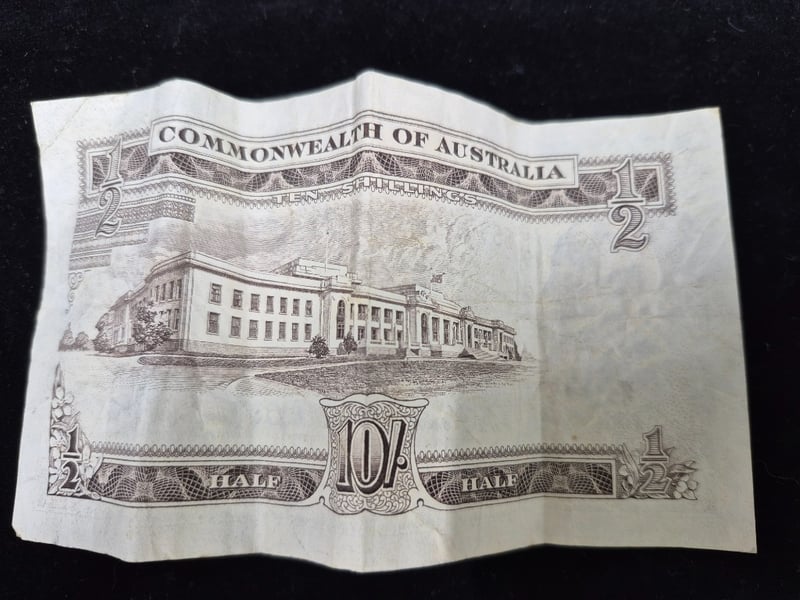 COMMONWEALTH OF AUSTRALIA
1/2
1/2
TEN SHILLINGS
1/2
HALF
10/.
HALF
1/2